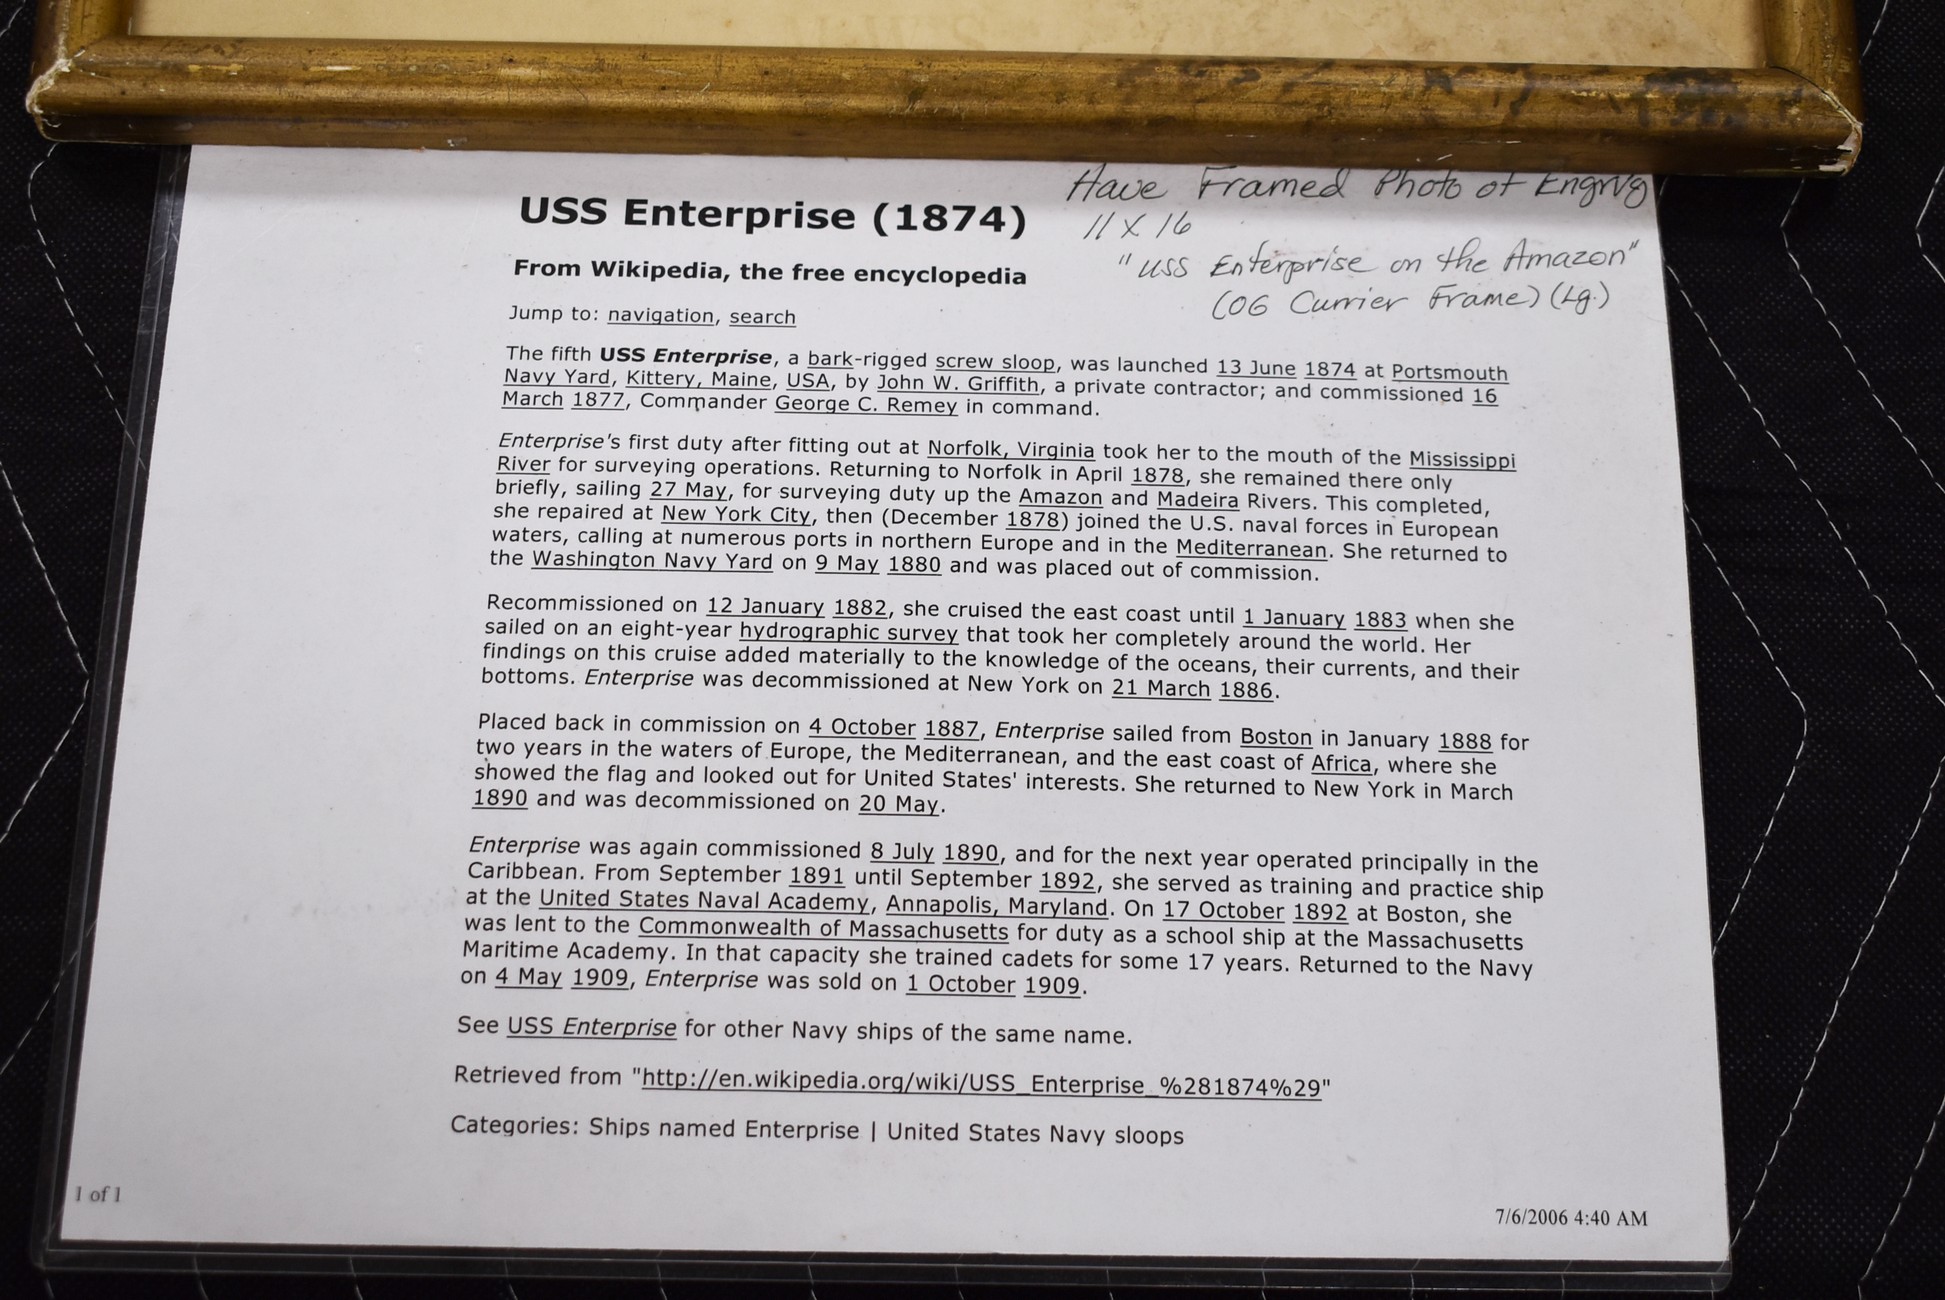 Have Framed Photo of Engrv'g
USS Enterprise (1874)
11 X 16
"USS Enterprise on the Amazon"
From Wikipedia, the free encyclopedia
(OG Currier Frame) (Lg.)
Jump to: navigation, search
The fifth USS Enterprise, a bark-rigged screw sloop, was launched 13 June 1874 at Portsmouth
Navy Yard, Kittery, Maine, USA, by John W. Griffith, a private contractor; and commissioned 16
March 1877, Commander George C. Remey in command.
Enterprise's first duty after fitting out at Norfolk, Virginia took her to the mouth of the Mississippi
River for surveying operations. Returning to Norfolk in April 1878, she remained there only
briefly, sailing 27 May, for surveying duty up the Amazon and Madeira Rivers. This completed,
she repaired at New York City, then (December 1878) joined the U.S. naval forces in European
waters, calling at numerous ports in northern Europe and in the Mediterranean. She returned to
the Washington Navy Yard on 9 May 1880 and was placed out of commission.
Recommissioned on 12 January 1882, she cruised the east coast until 1 January 1883 when she
sailed on an eight-year hydrographic survey that took her completely around the world. Her
findings on this cruise added materially to the knowledge of the oceans, their currents, and their
bottoms. Enterprise was decommissioned at New York on 21 March 1886.
Placed back in commission on 4 October 1887, Enterprise sailed from Boston in January 1888 for
two years in the waters of Europe, the Mediterranean, and the east coast of Africa, where she
showed the flag and looked out for United States' interests. She returned to New York in March
1890 and was decommissioned on 20 May.
Enterprise was again commissioned 8 July 1890, and for the next year operated principally in the
Caribbean. From September 1891 until September 1892, she served as training and practice ship
at the United States Naval Academy, Annapolis, Maryland. On 17 October 1892 at Boston, she
was lent to the Commonwealth of Massachusetts for duty as a school ship at the Massachusetts
Maritime Academy. In that capacity she trained cadets for some 17 years. Returned to the Navy
on 4 May 1909, Enterprise was sold on 1 October 1909.
See USS Enterprise for other Navy ships of the same name.
Retrieved from "http://en.wikipedia.org/wiki/USS_Enterprise_%281874%29"
Categories: Ships named Enterprise | United States Navy sloops
1 of 1
7/6/2006 4:40 AM